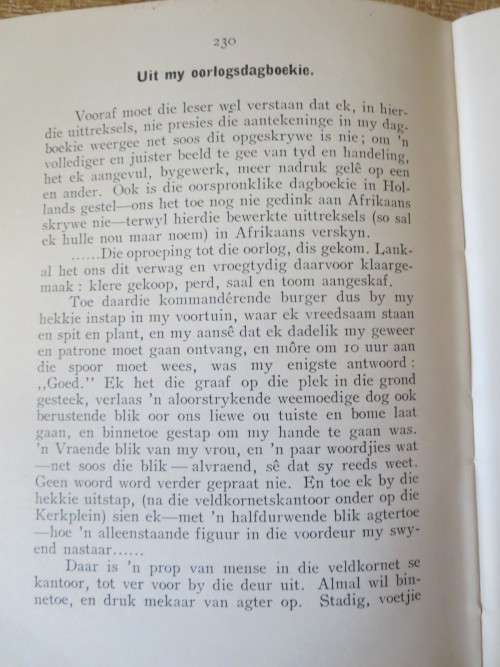 230
Uit my oorlogsdagboekie.
Vooraf moet die leser wel verstaan dat ek, in hier-
die uittreksels, nie presies die aantekeninge in my dag-
boekie weergee net soos dit opgeskrywe is nie; om 'n
vollediger en juister beeld te gee van tyd en handeling,
het ek aangevul, bygewerk, meer nadruk gelê op een
en ander. Ook is die oorspronklike dagboekie in Hol-
lands gestel—ons het toe nog nie gedink aan Afrikaans
skrywe nie—terwyl hierdie bewerkte uittreksels (so sal
ek hulle nou maar noem) in Afrikaans verskyn.
......Die oproeping tot die oorlog, dis gekom. Lank-
al het ons dit verwag en vroegtydig daarvoor klaarge-
maak: klere gekoop, perd, saal en toom aangeskaf.
Toe daardie kommandérende burger dus by my
hekkie instap in my voortuin, waar ek vreedsaam staan
en spit en plant, en my aansê dat ek dadelik my geweer
en patrone moet gaan ontvang, en môre om 10 uur aan
die spoor moet wees, was my enigste antwoord:
„Goed.” Ek het die graaf op die plek in die grond
gesteek, verlaas 'n aloorstrykende weemoedige dog ook
berustende blik oor ons liewe ou tuiste en bome laat
gaan, en binnetoe gestap om my hande te gaan was.
'n Vraende blik van my vrou, en 'n paar woordjies wat
—net soos die blik—alvraend, sê dat sy reeds weet.
Geen woord word verder gepraat nie. En toe ek by die
hekkie uitstap, (na die veldkornetskantoor onder op die
Kerkplein) sien ek—met 'n halfdurwende blik agtertoe
—hoe 'n alleenstaande figuur in die voordeur my swy-
end nastaar......
Daar is 'n prop van mense in die veldkornet se
kantoor, tot ver voor by die deur uit. Almal wil bin-
netoe, en druk mekaar van agter op. Stadig, voetjie